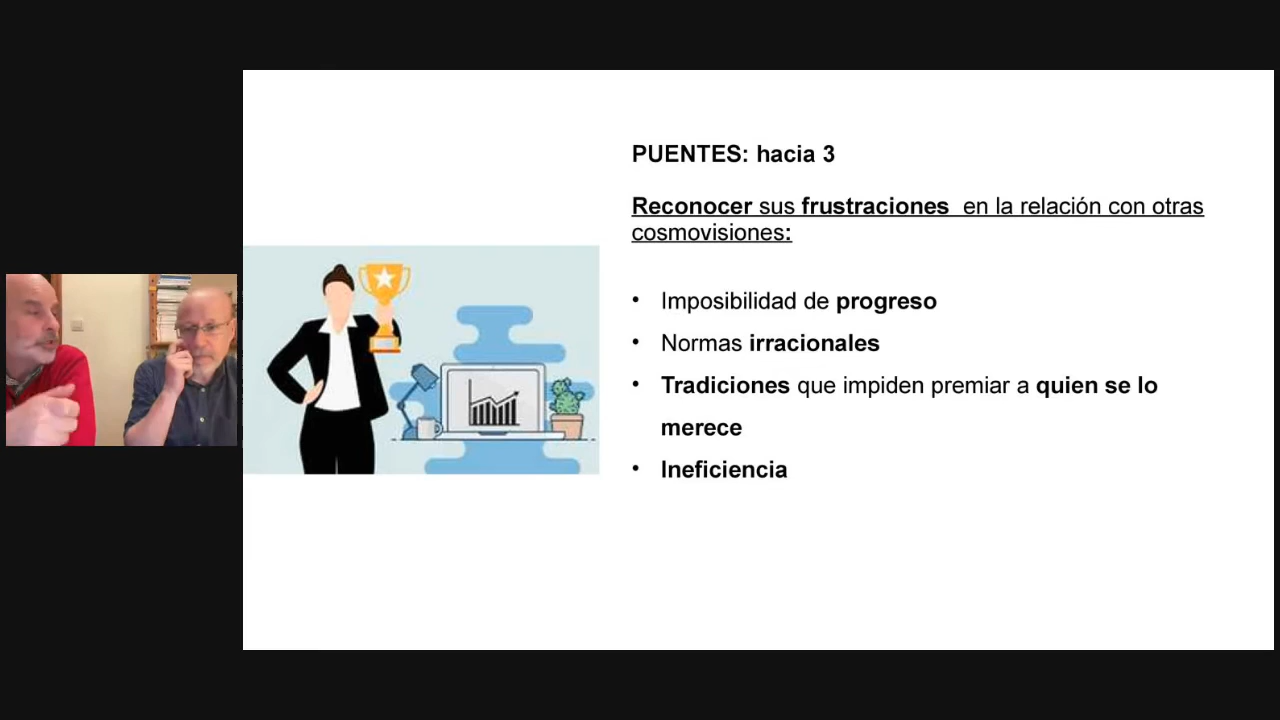 PUENTES: hacia 3
Reconocer sus frustraciones en la relación con otras
cosmovisiones:
• Imposibilidad de progreso
• Normas irracionales
• Tradiciones que impiden premiar a quien se lo
merece
• Ineficiencia